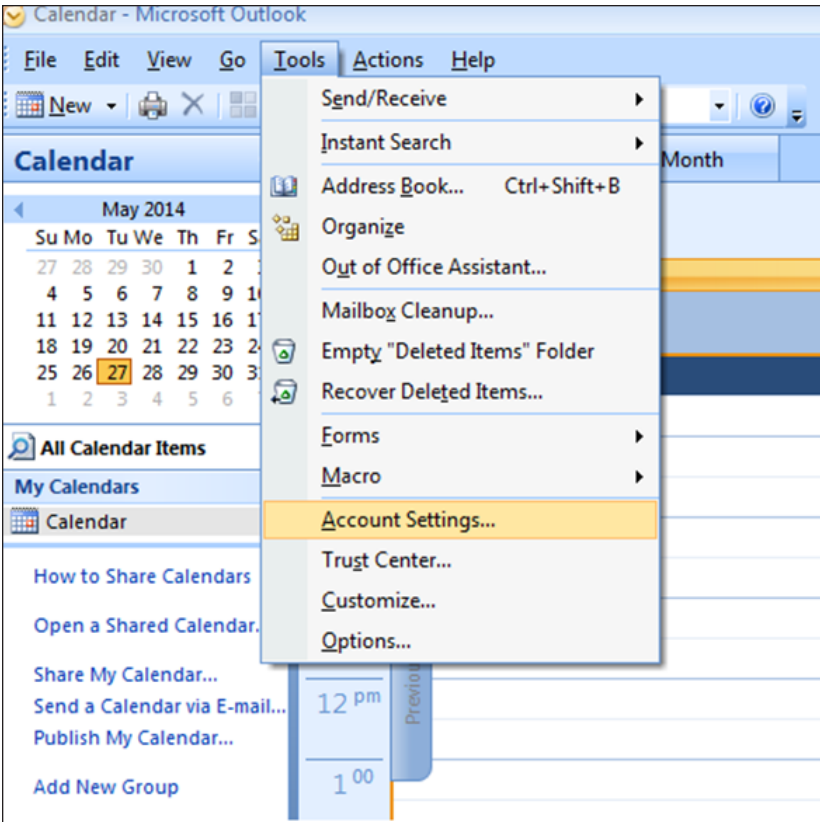 Calendar - Microsoft Outlook
File Edit View Go Tools Actions Help
New
Send/Receive
Instant Search
Address Book... Ctrl+Shift+B
Organize
Out of Office Assistant...
Mailbox Cleanup...
Empty "Deleted Items" Folder
Recover Deleted Items...
Forms
Macro
Account Settings...
Trust Center...
Customize...
Options...
Month
Calendar
May 2014
Su Mo Tu We Th Fr S
27 28 29 30 1 2
4 5 6 7 8 9
11 12 13 14 15 16
18 19 20 21 22 23
25 26 27 28 29 30
1 2 3 4 5 6
All Calendar Items
My Calendars
Calendar
How to Share Calendars
Open a Shared Calendar.
Share My Calendar...
Send a Calendar via E-mail...
Publish My Calendar...
Add New Group
12 pm
1 00
Previou